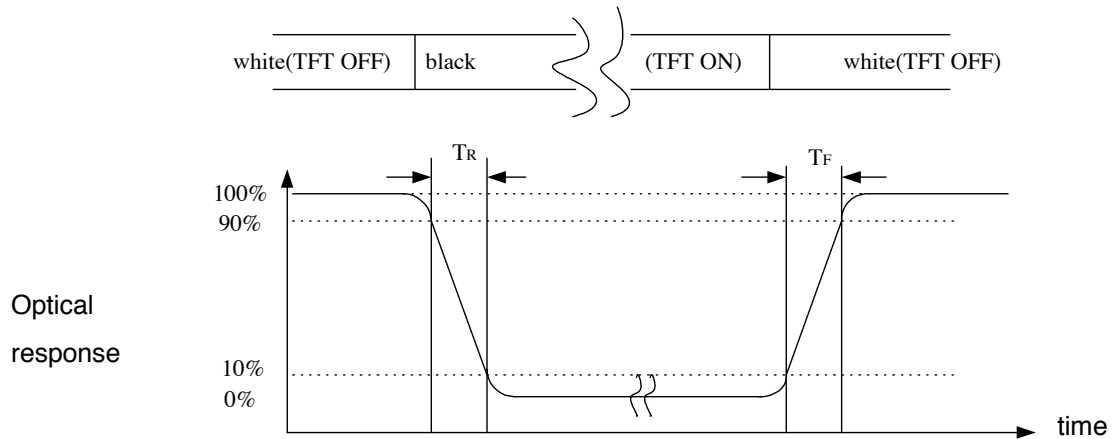 white(TFT OFF) black (TFT ON) white(TFT OFF)
TR TF
100%
90%
Optical
response
10%
0%
time